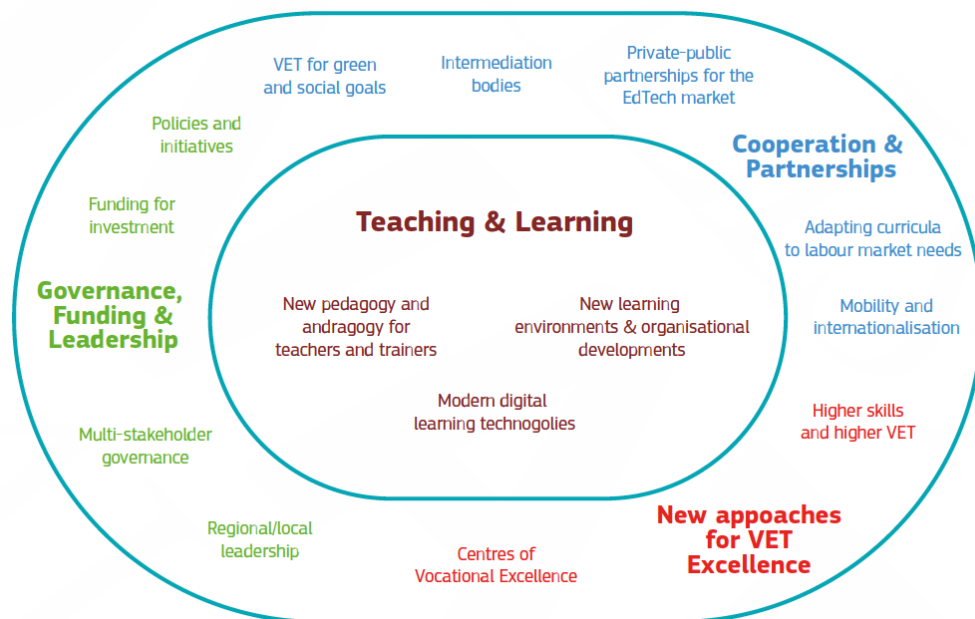 VET for green
and social goals
Intermediation
bodies
Private-public
partnerships for the
EdTech market
Policies and
initiatives
Cooperation &
Partnerships
Funding for
investment
Teaching & Learning
Adapting curricula
to labour market needs
Governance,
Funding &
Leadership
New pedagogy and
andragogy for
teachers and trainers
New learning
environments & organisational
developments
Mobility and
internationalisation
Modern digital
learning technogolies
Higher skills
and higher VET
Multi-stakeholder
governance
Regional/local
leadership
Centres of
Vocational Excellence
New appoaches
for VET
Excellence